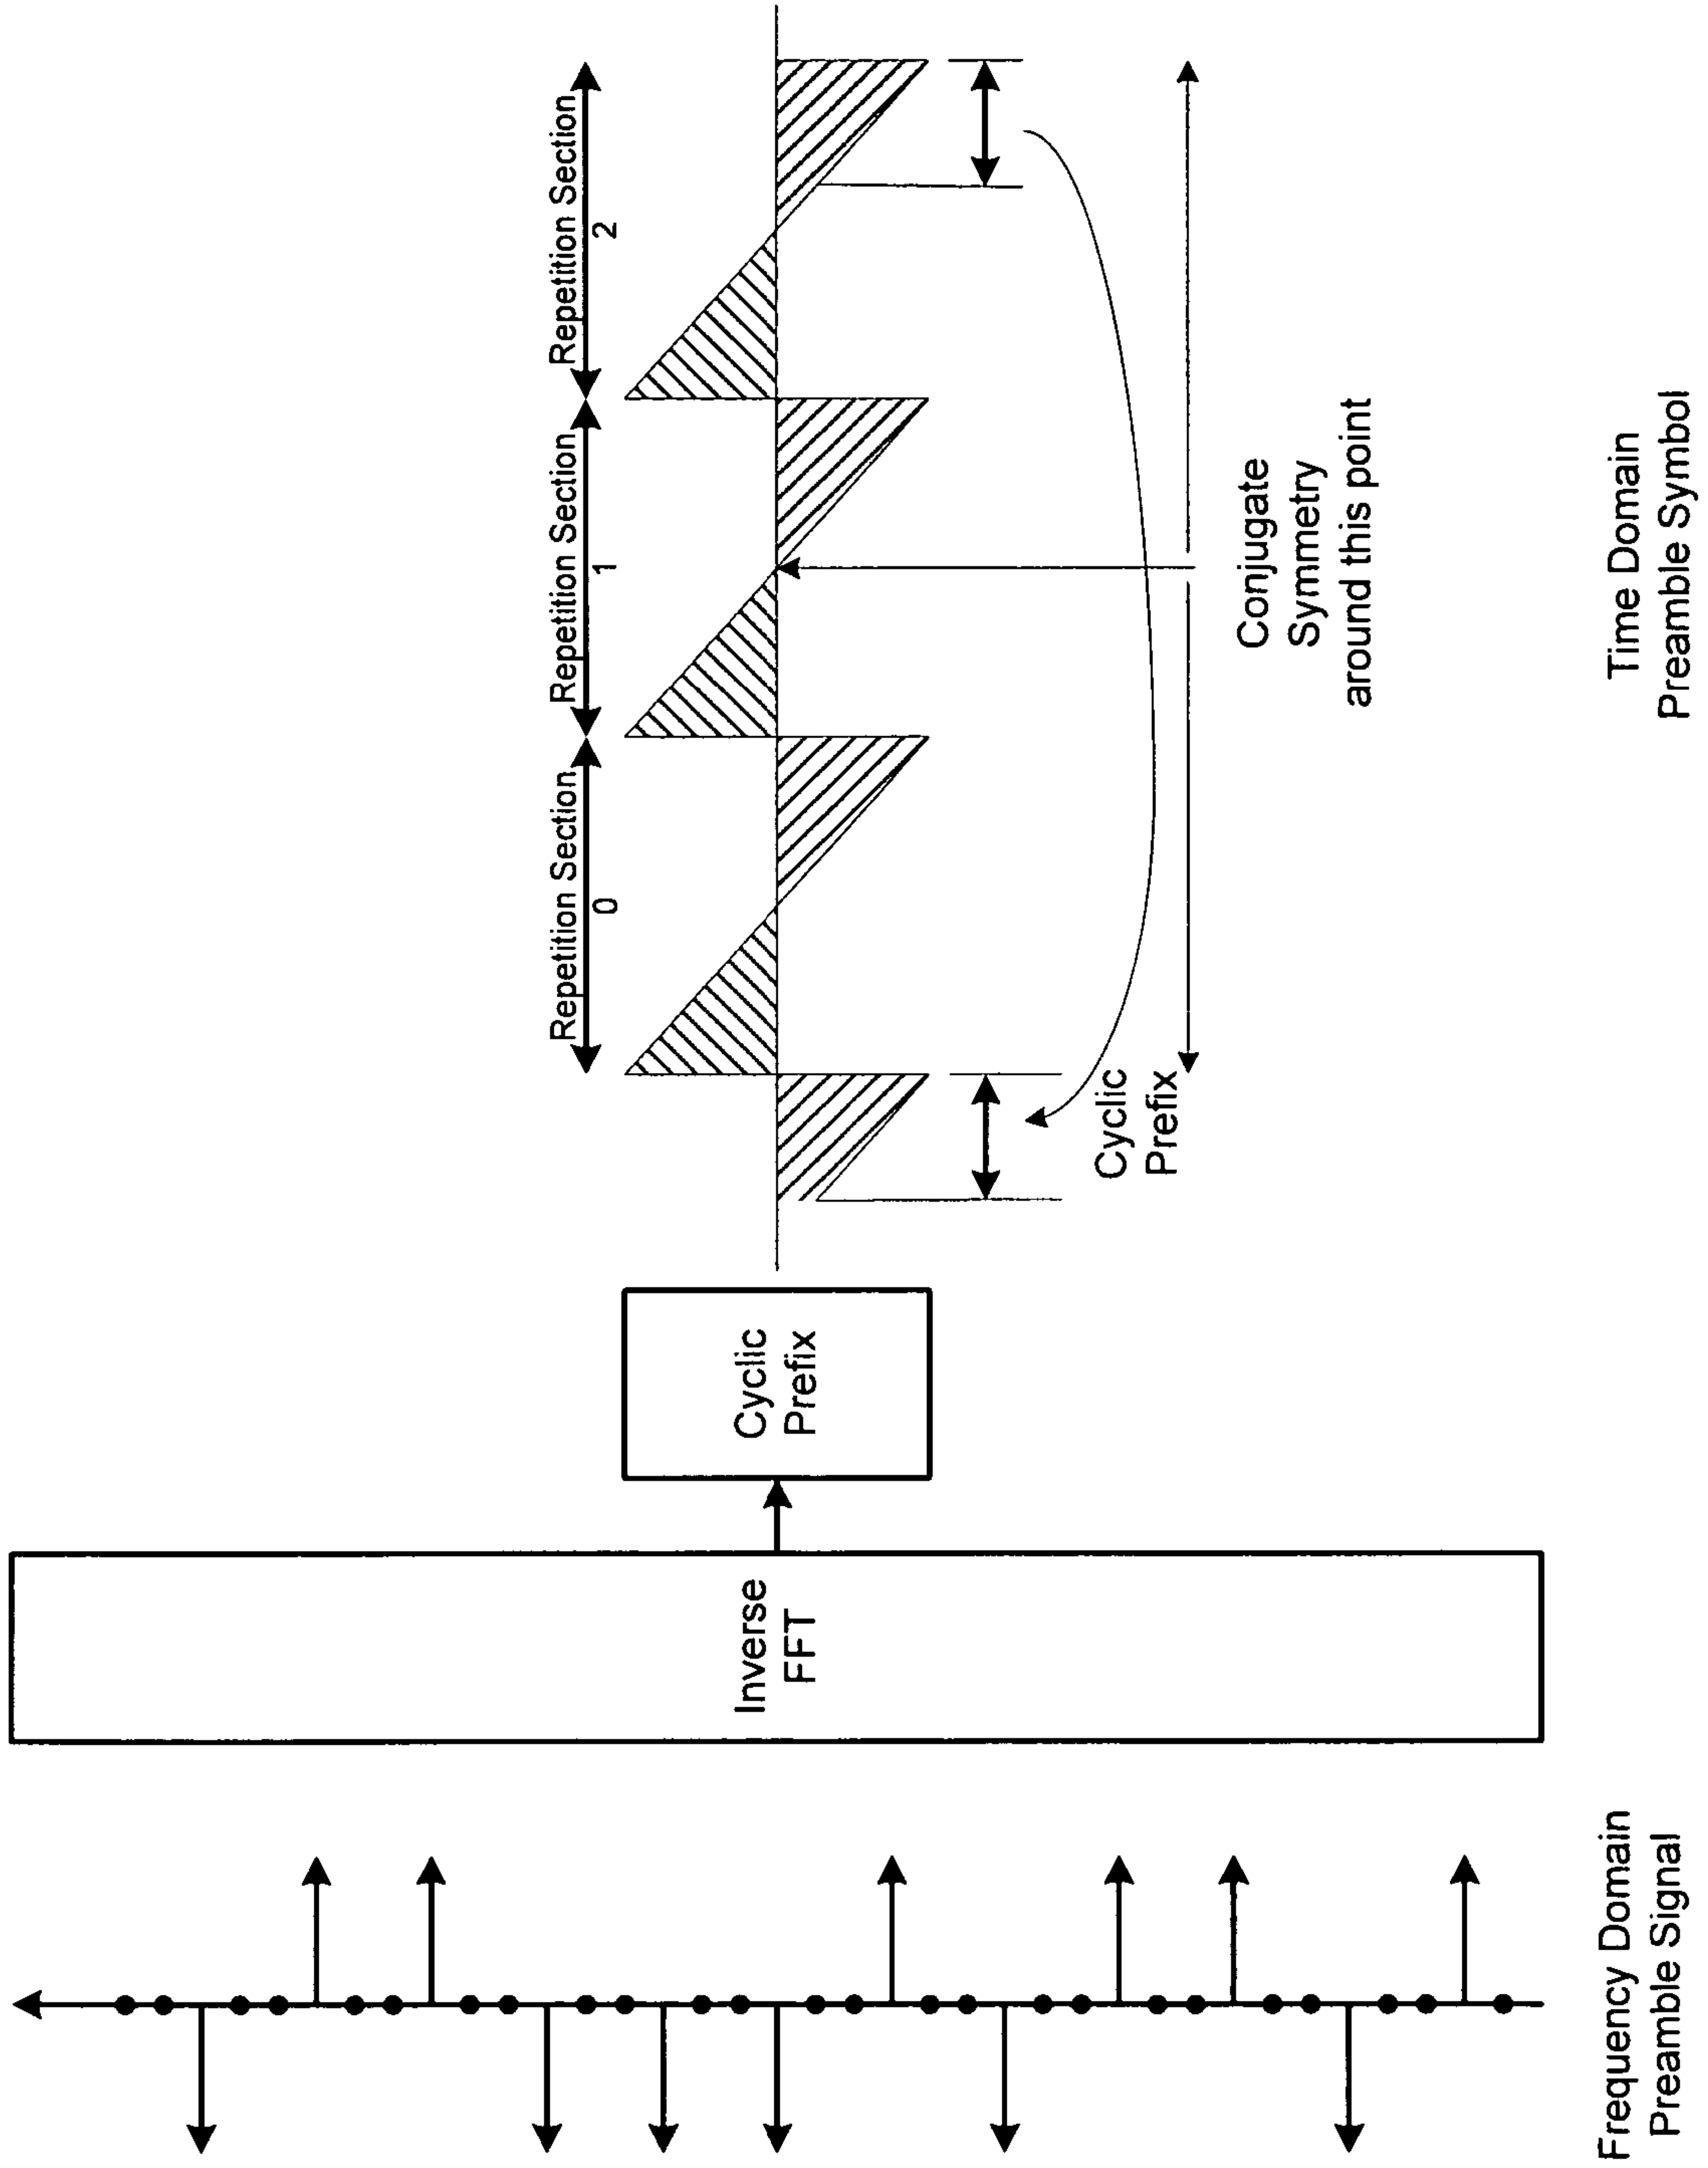 Repetition Section
0
Repetition Section
1
Repetition Section
2
Inverse
FFT
Cyclic
Prefix
Cyclic
Prefix
Conjugate
Symmetry
around this point
Frequency Domain
Preamble Signal
Time Domain
Preamble Symbol